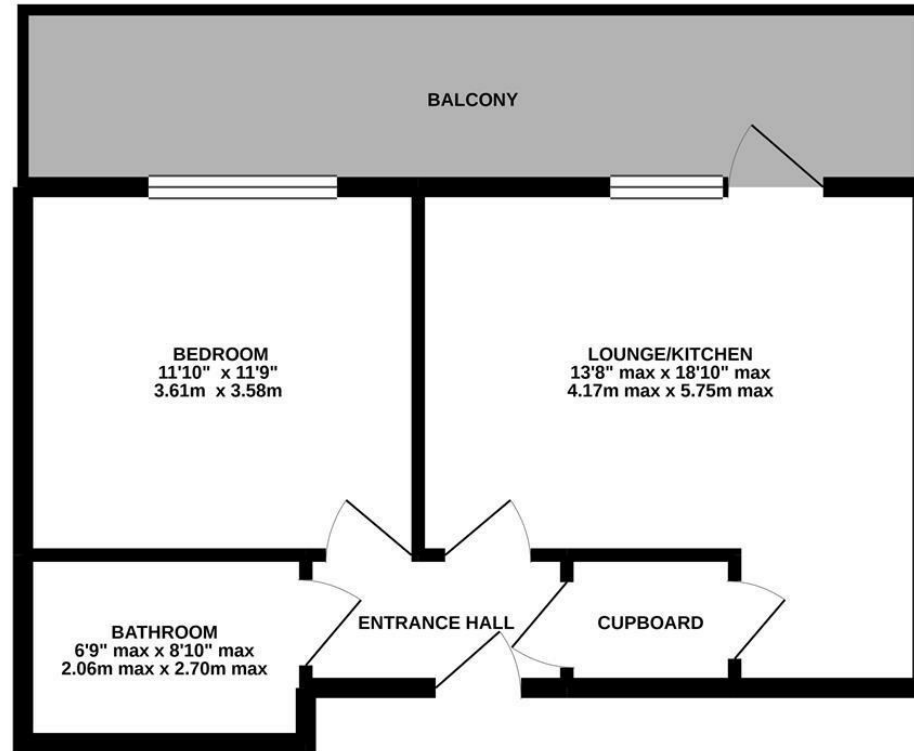 BALCONY
BEDROOM
11'10" x 11'9"
3.61m x 3.58m
LOUNGE/KITCHEN
13'8" max x 18'10" max
4.17m max x 5.75m max
BATHROOM
6'9" max x 8'10" max
2.06m max x 2.70m max
ENTRANCE HALL
CUPBOARD